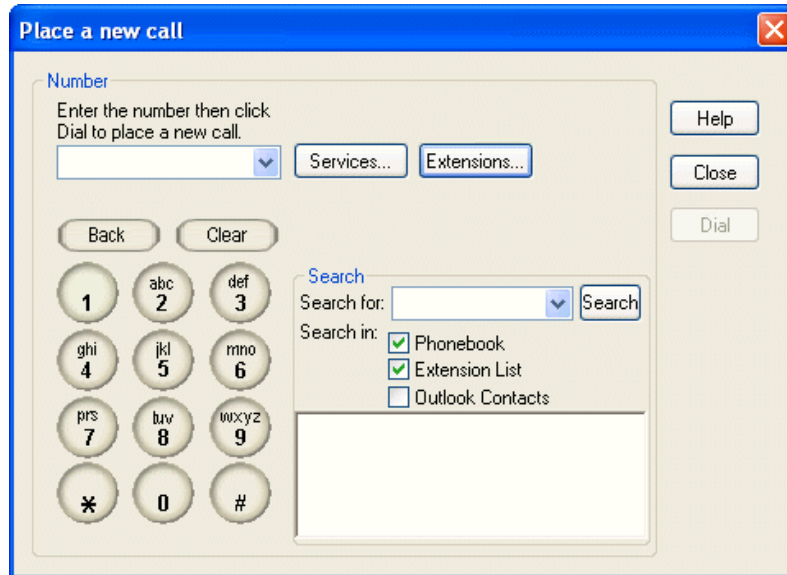 Place a new call
Number
Enter the number then click
Dial to place a new call.
Services...
Extensions...
Help
Close
Dial
Back
Clear
1
abc
2
def
3
ghi
4
jkl
5
mno
6
prs
7
tuv
8
wxyz
9
*
0
#
Search
Search for:
Search
Search in:
Phonebook
Extension List
Outlook Contacts